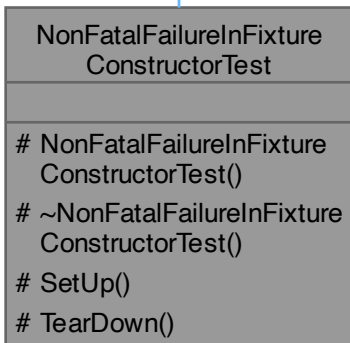 NonFatalFailureInFixture
ConstructorTest
# NonFatalFailureInFixture
ConstructorTest()
# ~NonFatalFailureInFixture
ConstructorTest()
# SetUp()
# TearDown()